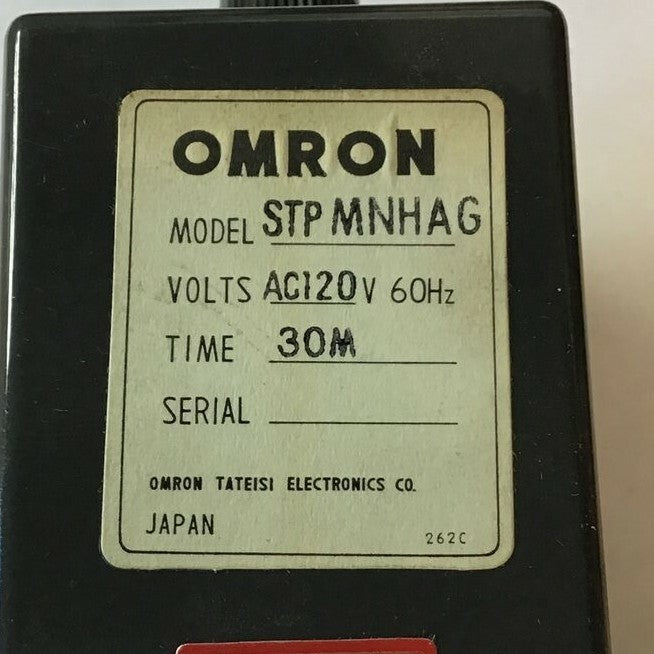 OMRON
MODEL STP MNHAG
VOLTS AC120V 60Hz
TIME 30M
SERIAL
OMRON TATEISI ELECTRONICS CO.
JAPAN 262C